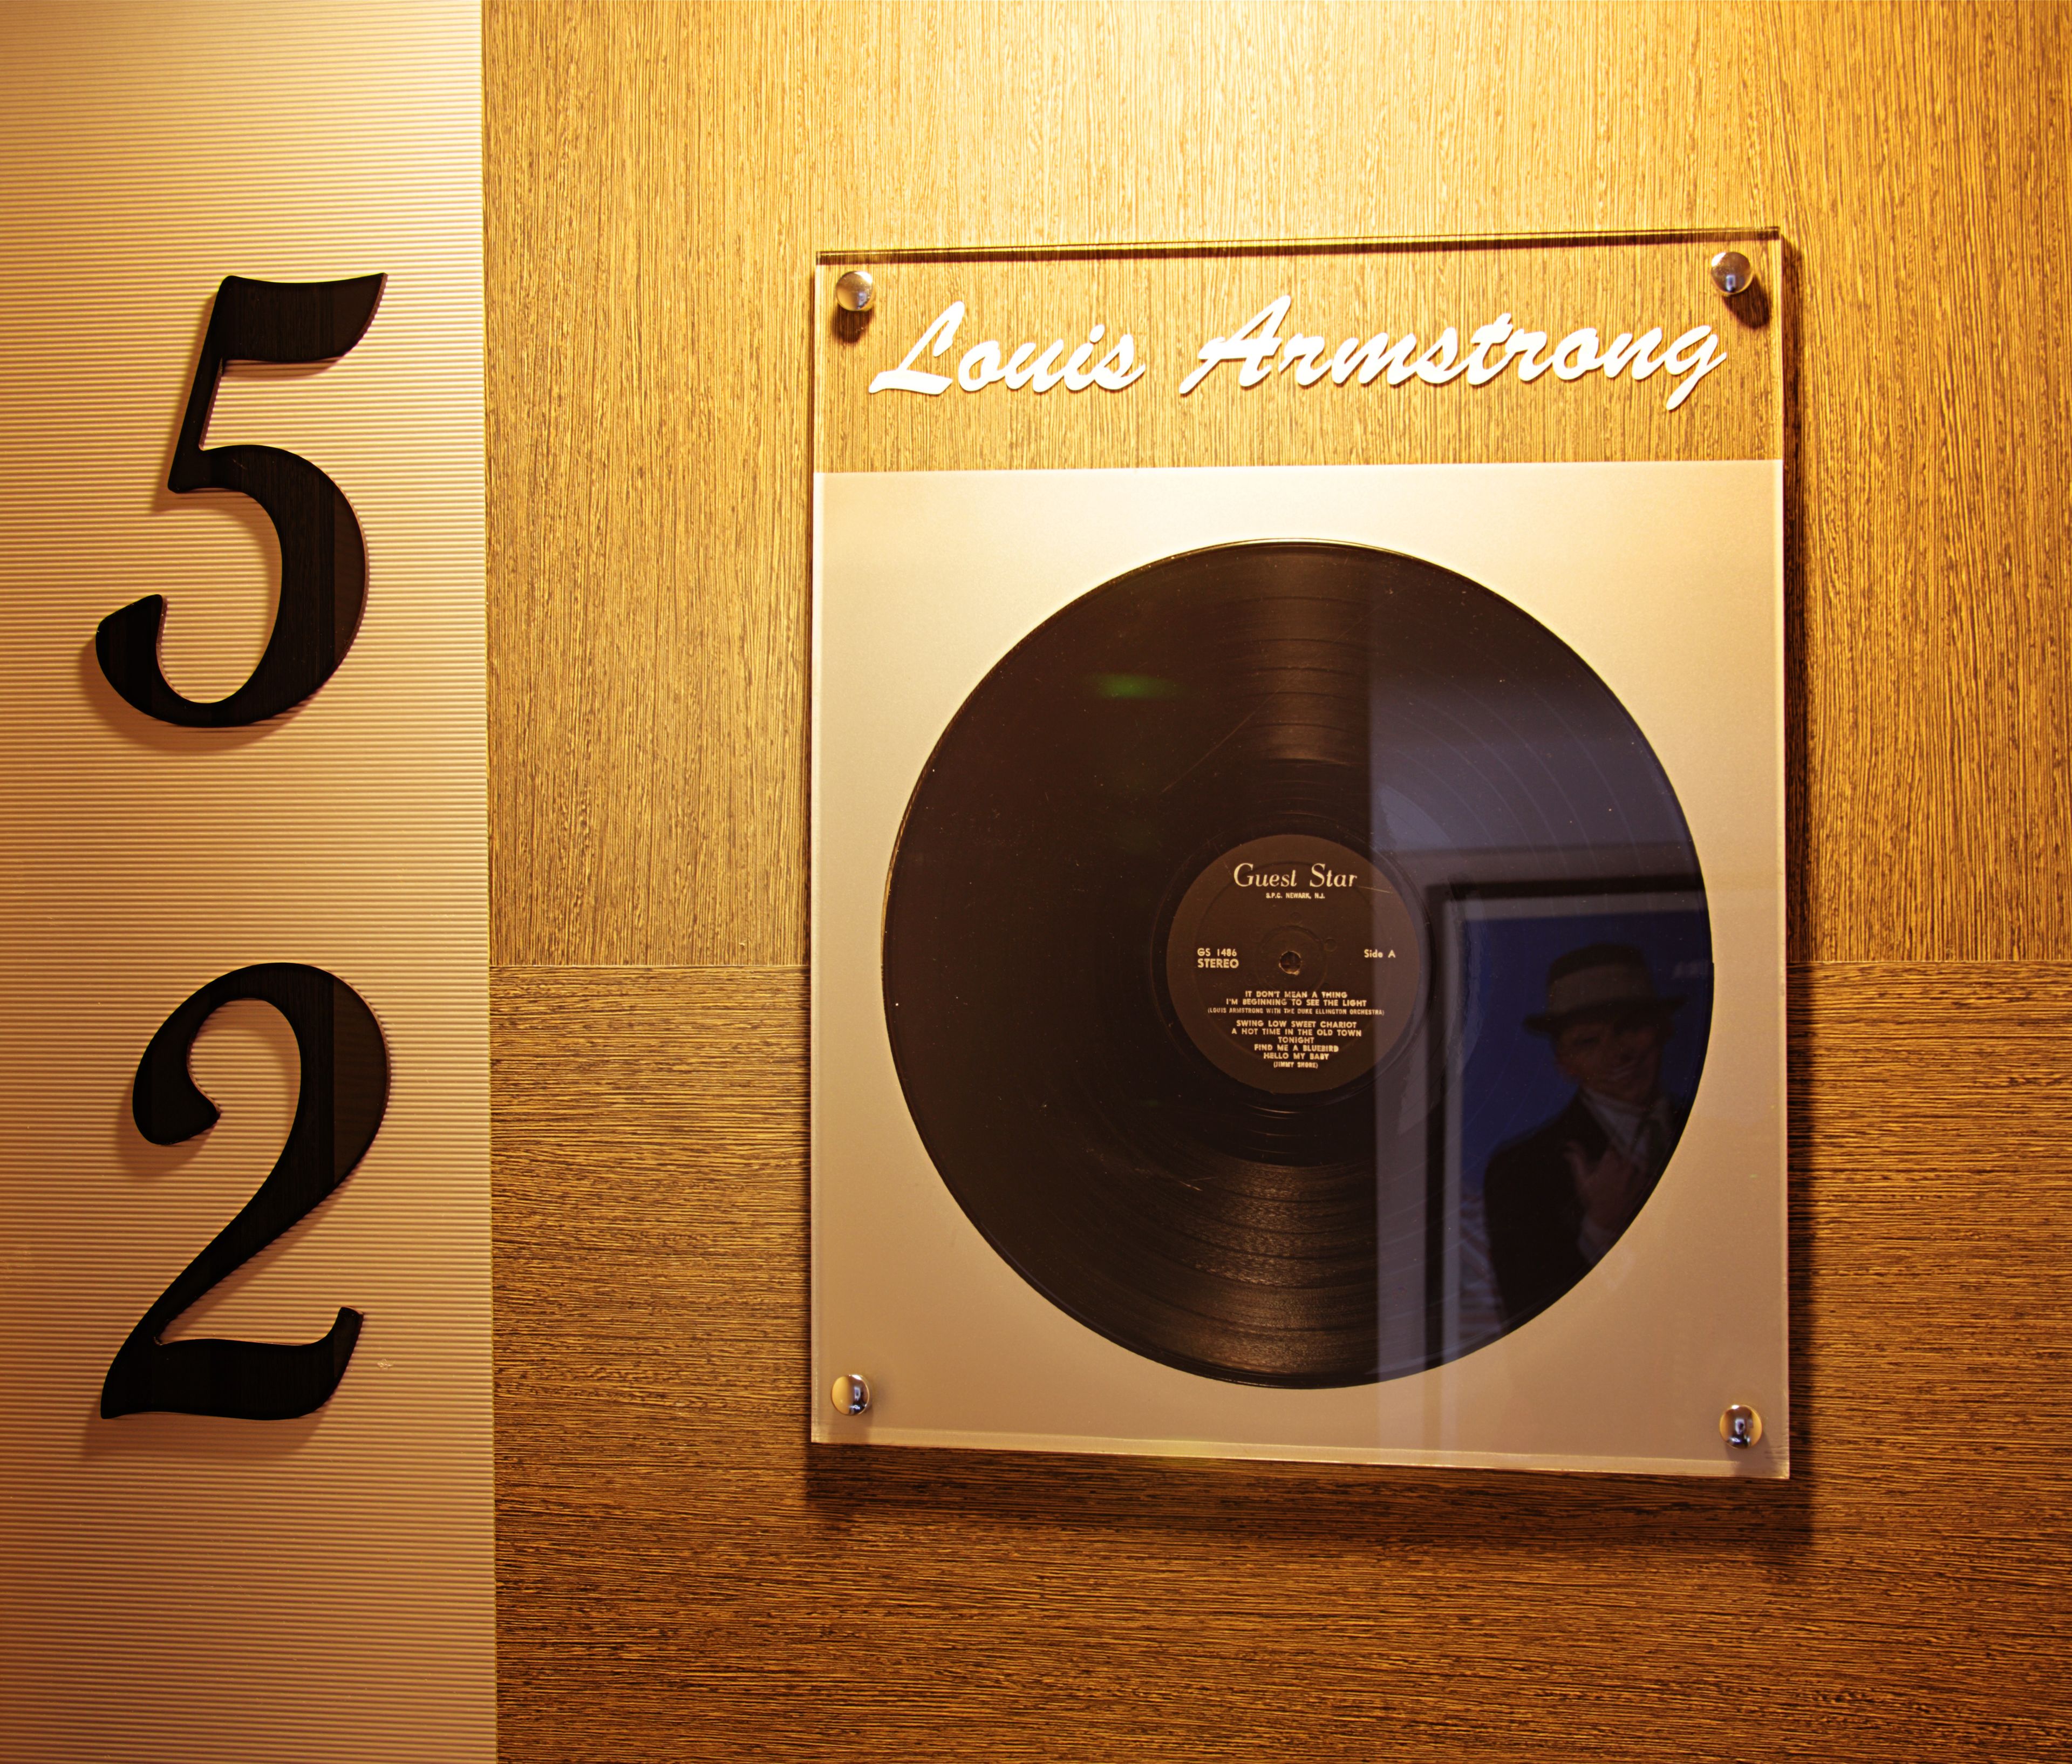 5
2
Louis Armstrong
Guest Star
S.P.C. NEWARK, N.J.
GS 1486
STEREO
Side A
IT DON'T MEAN A THING
I'M BEGINNING TO SEE THE LIGHT
(LOUIS ARMSTRONG WITH THE DUKE ELLINGTON ORCHESTRA)
SWING LOW SWEET CHARIOT
A HOT TIME IN THE OLD TOWN
TONIGHT
FIND ME A BLUEBIRD
HELLO MY BABY
(JIMMY SHORE)